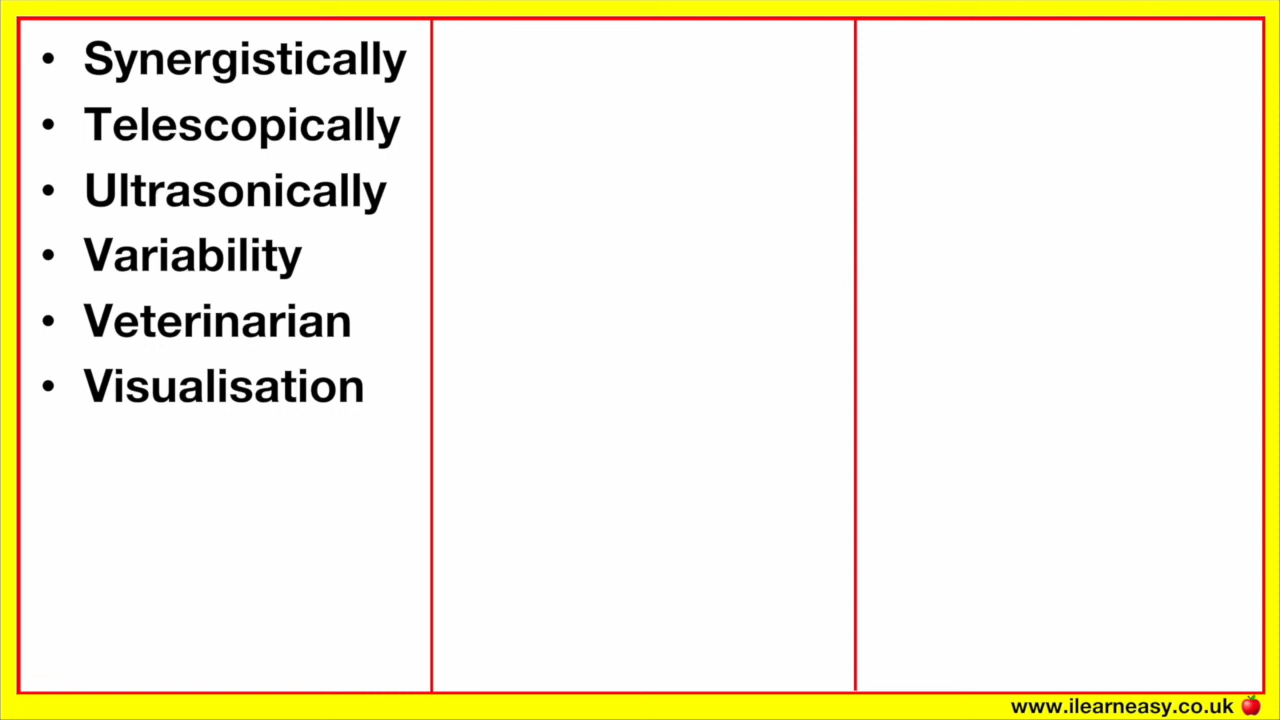 • Synergistically
• Telescopically
• Ultrasonically
• Variability
• Veterinarian
• Visualisation
www.ilearneasy.co.uk